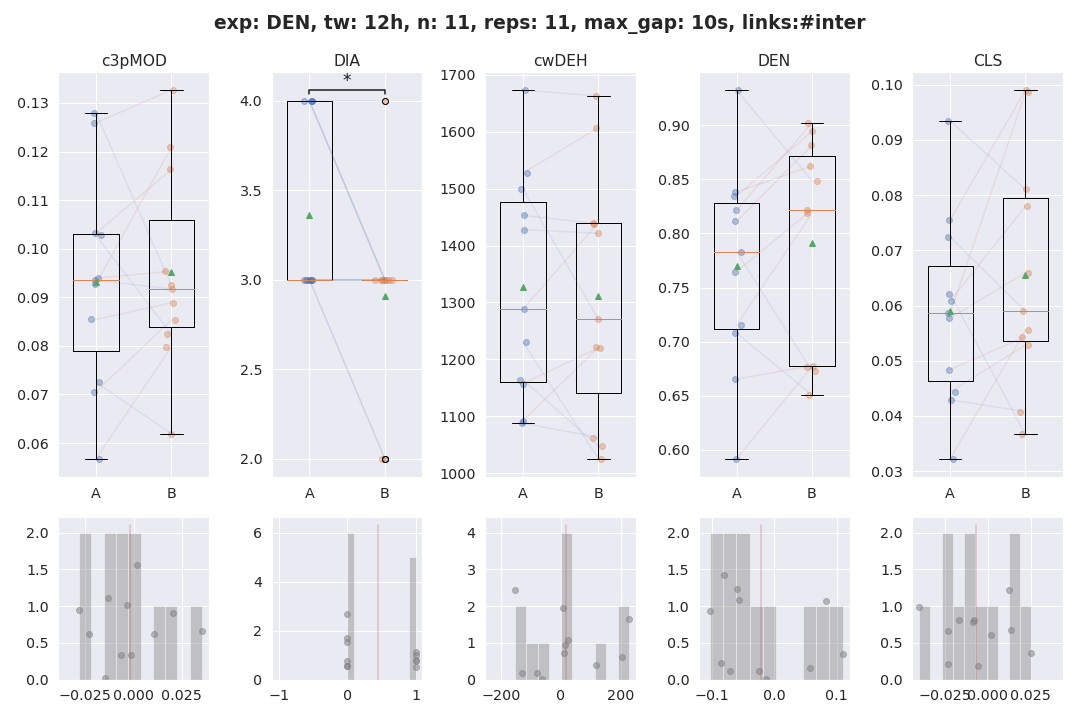 exp: DEN, tw: 12h, n: 11, reps: 11, max_gap: 10s, links:#inter
c3pMOD DIA cwDEH DEN CLS
*
0.13 0.12 0.11 0.10 0.09 0.08 0.07 0.06
A B
4.0 3.5 3.0 2.5 2.0
A B
1700 1600 1500 1400 1300 1200 1100 1000
A B
0.90 0.85 0.80 0.75 0.70 0.65 0.60
A B
0.10 0.09 0.08 0.07 0.06 0.05 0.04 0.03
A B
2.0 1.5 1.0 0.5 0.0
−0.025 0.000 0.025
6 4 2 0
−1 0 1
4 3 2 1 0
−200 0 200
2.0 1.5 1.0 0.5 0.0
−0.1 0.0 0.1
2.0 1.5 1.0 0.5 0.0
−0.025 0.000 0.025